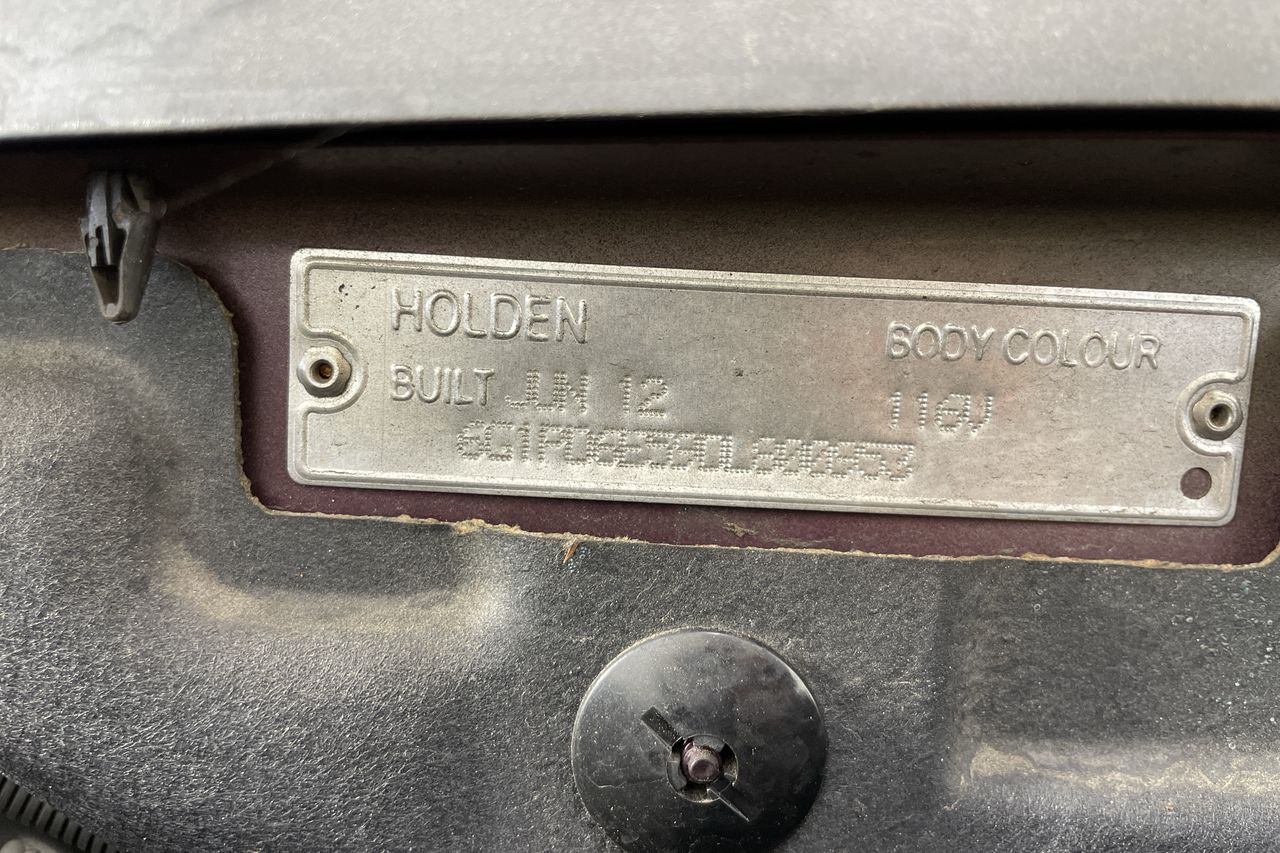 HOLDEN
BUILT JUN 12
BODY COLOUR
116V